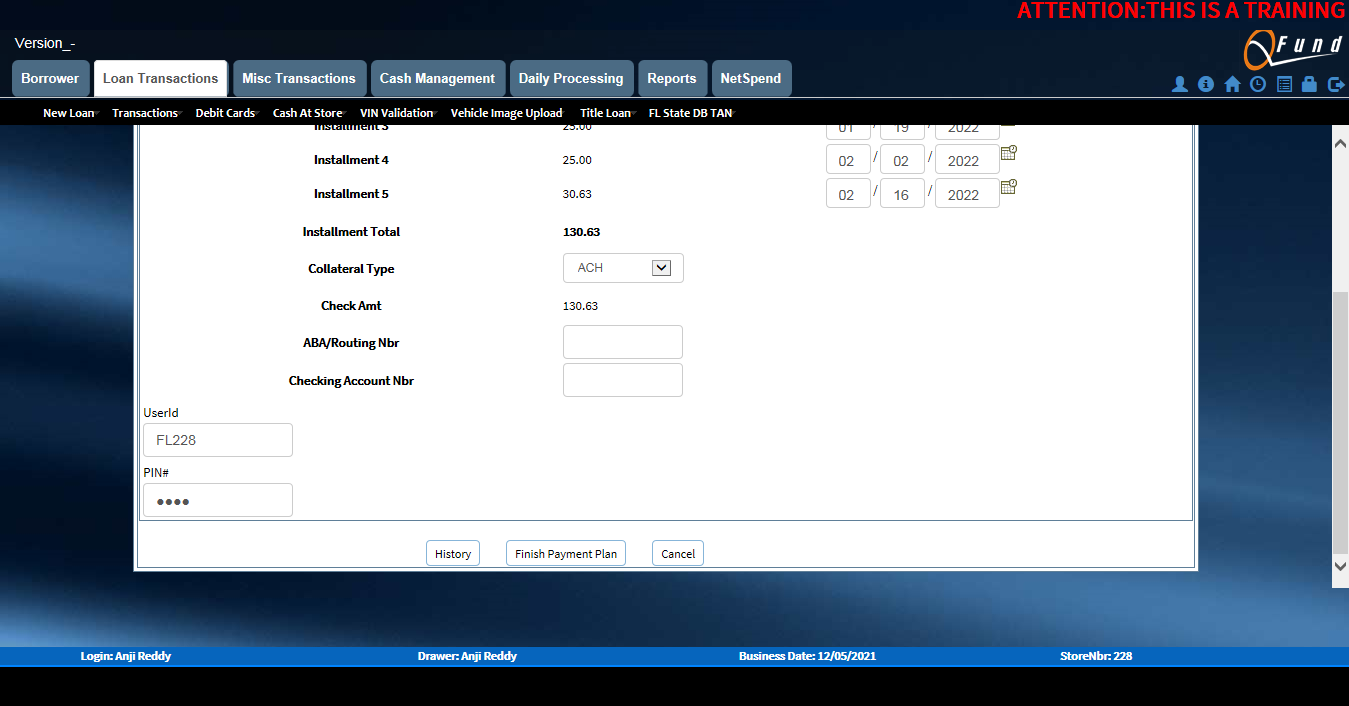 ATTENTION:THIS IS A TRAINING
Version_-
Fund
Borrower Loan Transactions Misc Transactions Cash Management Daily Processing Reports NetSpend
New Loan Transactions Debit Cards Cash At Store VIN Validation Vehicle Image Upload Title Loan FL State DB TAN
Installment 3 25.00 01 / 19 / 2022
Installment 4 25.00 02 / 02 / 2022
Installment 5 30.63 02 / 16 / 2022
Installment Total 130.63
Collateral Type ACH
Check Amt 130.63
ABA/Routing Nbr
Checking Account Nbr
UserId
FL228
PIN#
●●●●
History Finish Payment Plan Cancel
Login: Anji Reddy Drawer: Anji Reddy Business Date: 12/05/2021 StoreNbr: 228